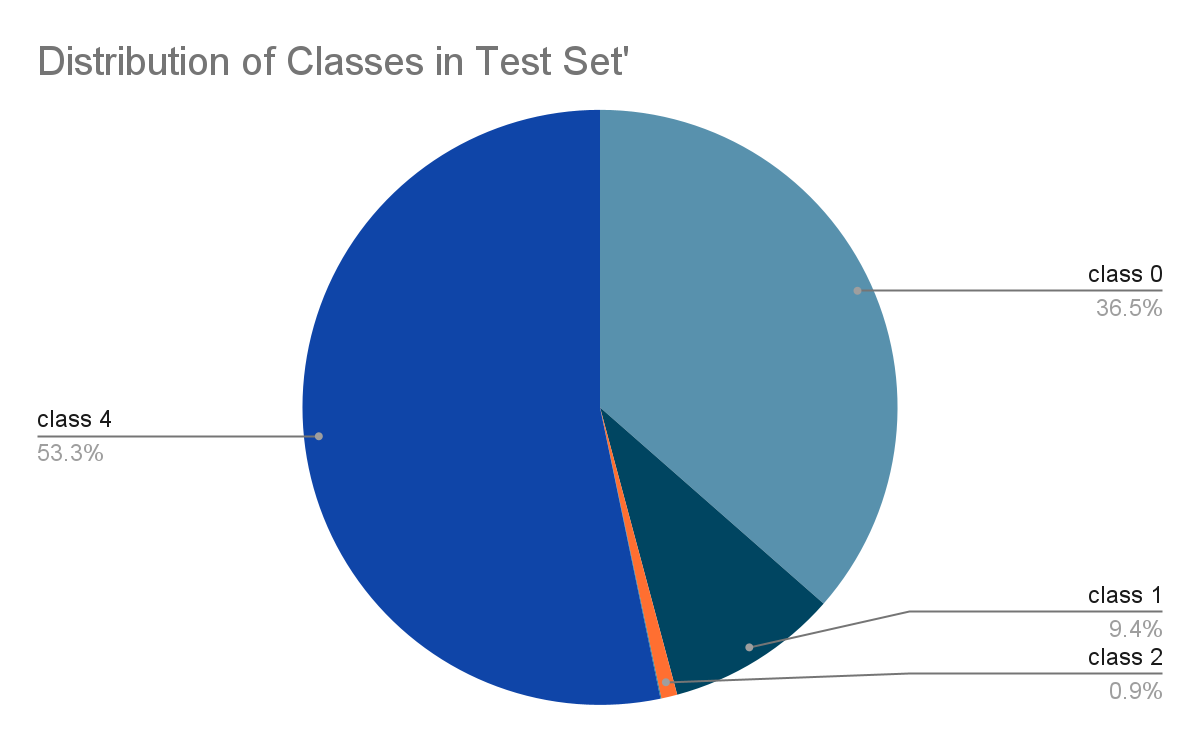 Distribution of Classes in Test Set'
class 0
36.5%
class 4
53.3%
class 1
9.4%
class 2
0.9%